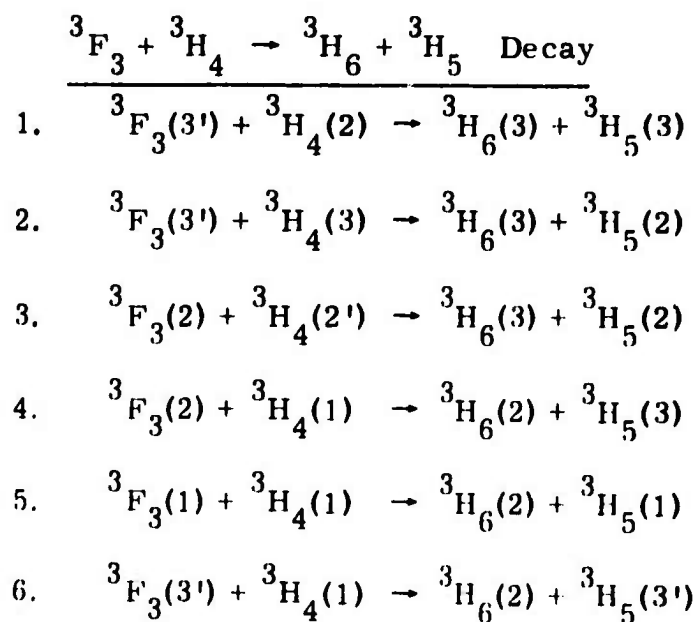 ³F₃ + ³H₄ → ³H₆ + ³H₅ Decay
1. ³F₃(3') + ³H₄(2) → ³H₆(3) + ³H₅(3)
2. ³F₃(3') + ³H₄(3) → ³H₆(3) + ³H₅(2)
3. ³F₃(2) + ³H₄(2') → ³H₆(3) + ³H₅(2)
4. ³F₃(2) + ³H₄(1) → ³H₆(2) + ³H₅(3)
5. ³F₃(1) + ³H₄(1) → ³H₆(2) + ³H₅(1)
6. ³F₃(3') + ³H₄(1) → ³H₆(2) + ³H₅(3')